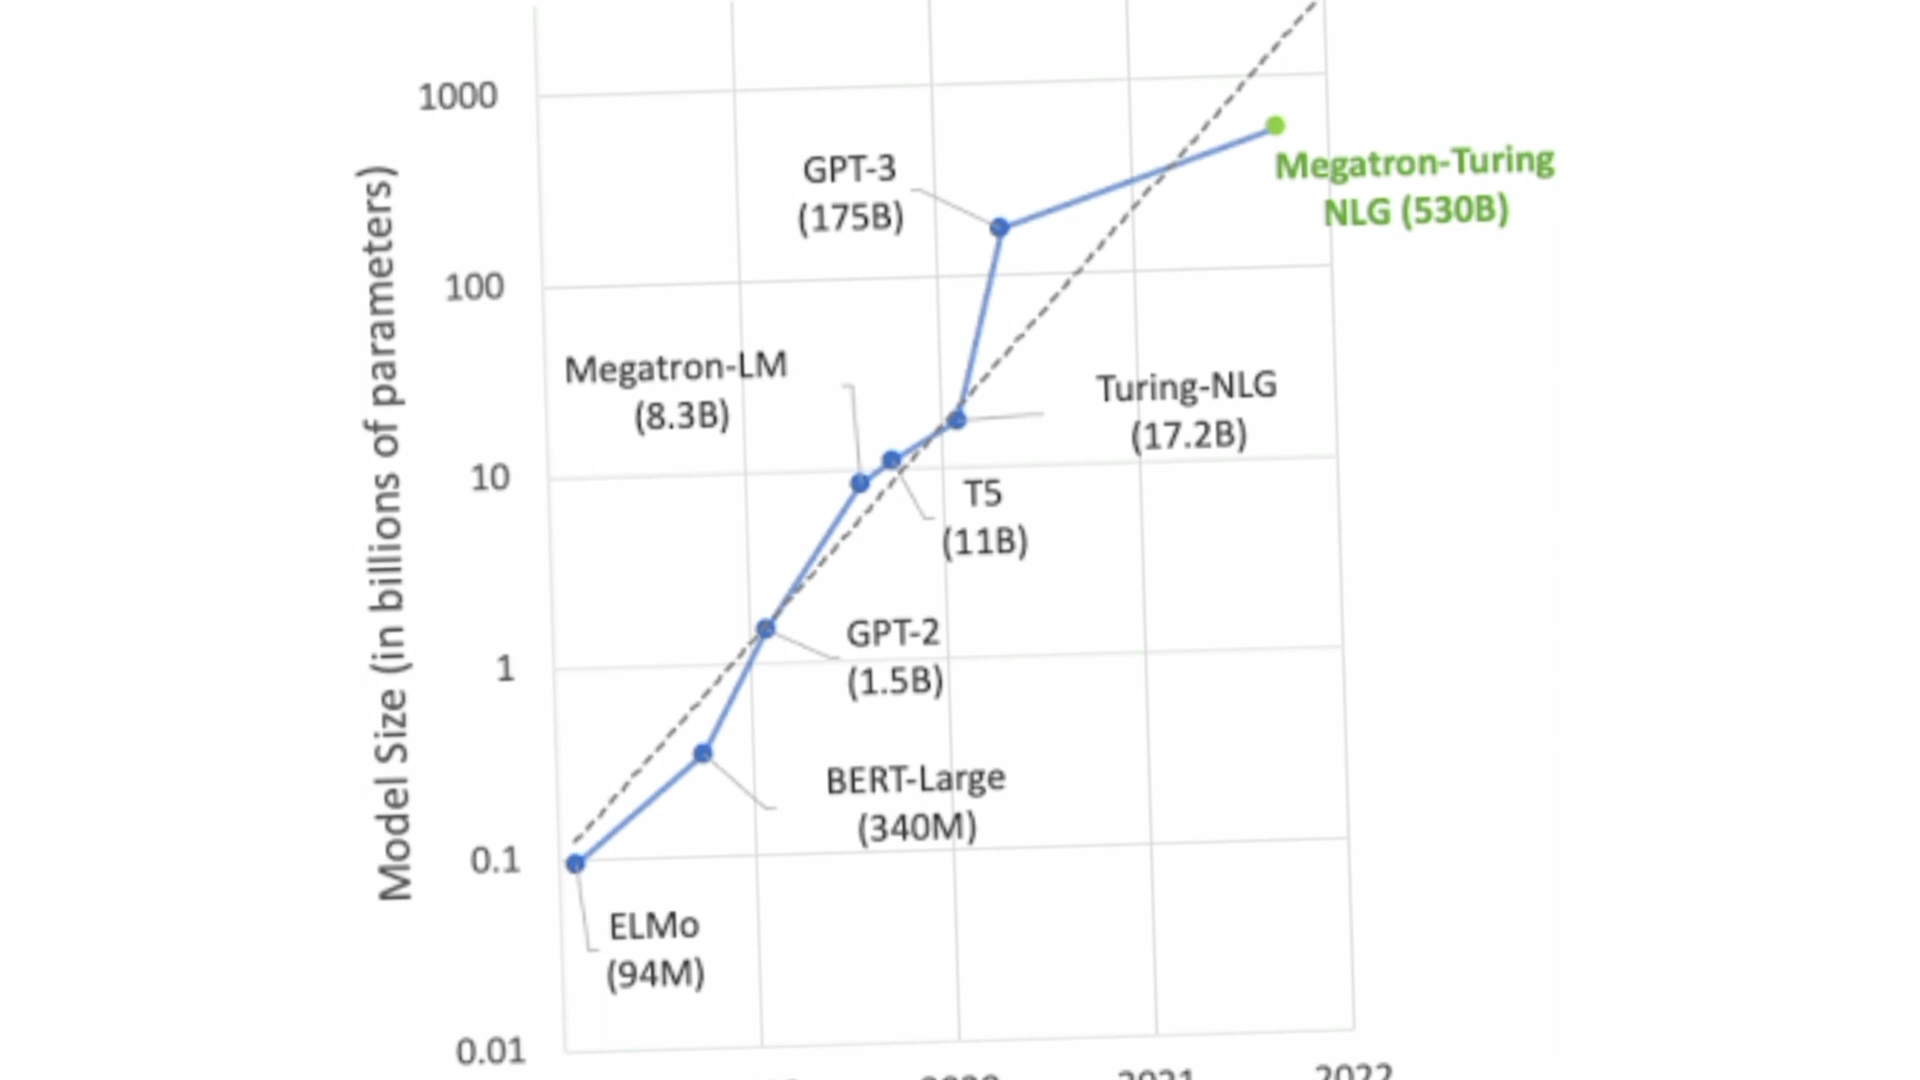 1000
100
10
1
0.1
0.01
Model Size (in billions of parameters)
GPT-3
(175B)
Megatron-Turing
NLG (530B)
Megatron-LM
(8.3B)
Turing-NLG
(17.2B)
T5
(11B)
GPT-2
(1.5B)
BERT-Large
(340M)
ELMo
(94M)
2020
2021
2022